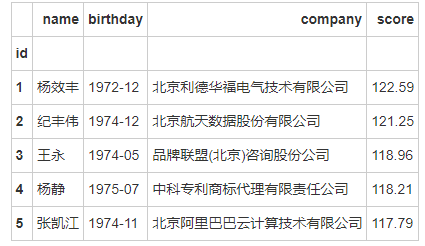 name birthday company score
id
1 杨效丰 1972-12 北京利德华福电气技术有限公司 122.59
2 纪丰伟 1974-12 北京航天数据股份有限公司 121.25
3 王永 1974-05 品牌联盟(北京)咨询股份公司 118.96
4 杨静 1975-07 中科专利商标代理有限责任公司 118.21
5 张凯江 1974-11 北京阿里巴巴云计算技术有限公司 117.79